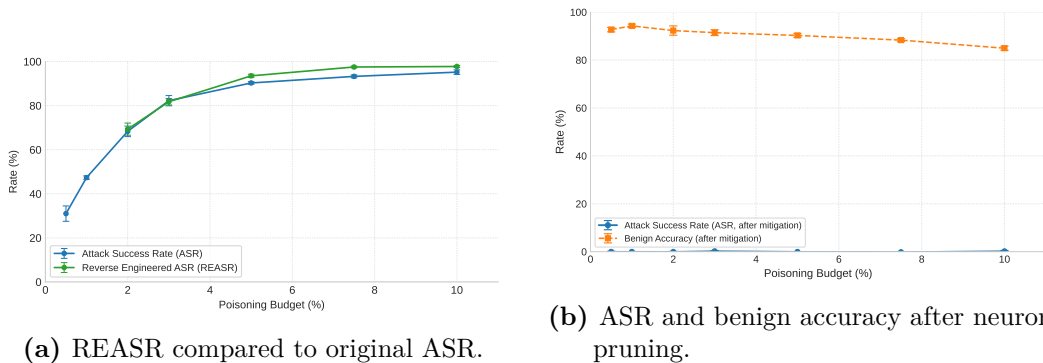 100
80
60
40
20
0
Rate (%)
0
2
4
6
8
10
Poisoning Budget (%)
Attack Success Rate (ASR)
Reverse Engineered ASR (REASR)
(a) REASR compared to original ASR.
100
80
60
40
20
0
Rate (%)
0
2
4
6
8
10
Poisoning Budget (%)
Attack Success Rate (ASR, after mitigation)
Benign Accuracy (after mitigation)
(b) ASR and benign accuracy after neuron
pruning.